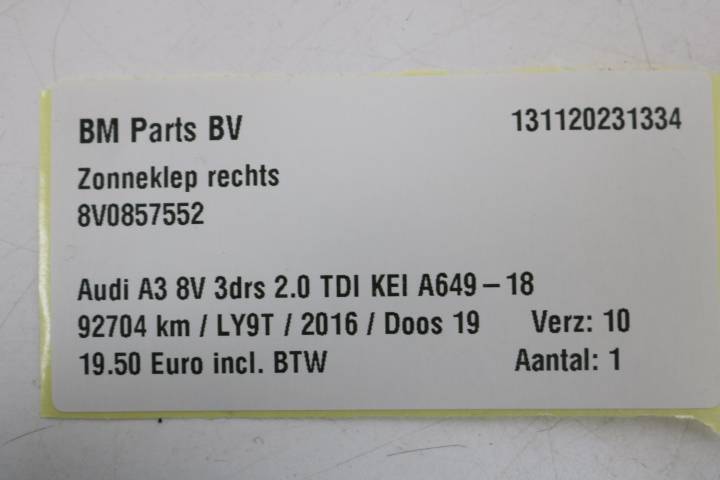 BM Parts BV 131120231334
Zonneklep rechts
8V0857552
Audi A3 8V 3drs 2.0 TDI KEI A649-18
92704 km / LY9T / 2016 / Doos 19 Verz: 10
19.50 Euro incl. BTW Aantal: 1